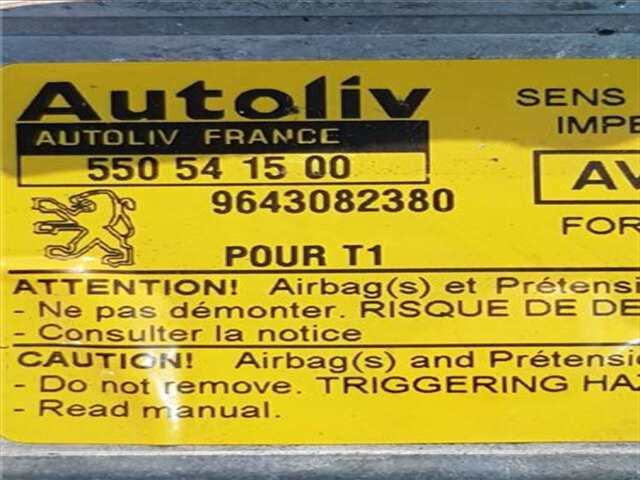 Autoliv
AUTOLIV FRANCE
550 54 15 00
9643082380
POUR T1
SENS
IMPE
AV
FOR
ATTENTION! Airbag(s) et Prétensi
- Ne pas démonter. RISQUE DE DE
- Consulter la notice
CAUTION! Airbag(s) and Prétensi
- Do not remove. TRIGGERING HA
- Read manual.